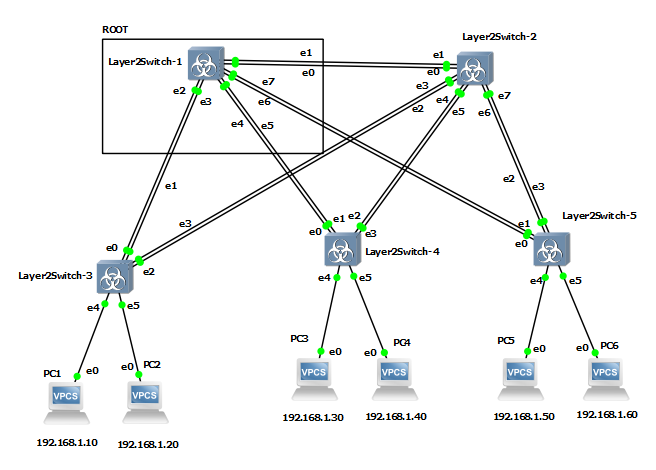 ROOT
Layer2Switch-1
Layer2Switch-2
e1
e0
e1
e0
e7
e6
e2
e3
e4
e5
e3
e2
e4
e5
e7
e6
e1
e3
e2
e3
e0
e2
e0
e1
e2
e3
e1
e0
Layer2Switch-3
Layer2Switch-4
Layer2Switch-5
e4
e5
e4
e5
e4
e5
PC1
PC2
PC3
PC4
PC5
PC6
e0
e0
e0
e0
e0
e0
VPCS
VPCS
VPCS
VPCS
VPCS
VPCS
192.168.1.10
192.168.1.20
192.168.1.30
192.168.1.40
192.168.1.50
192.168.1.60